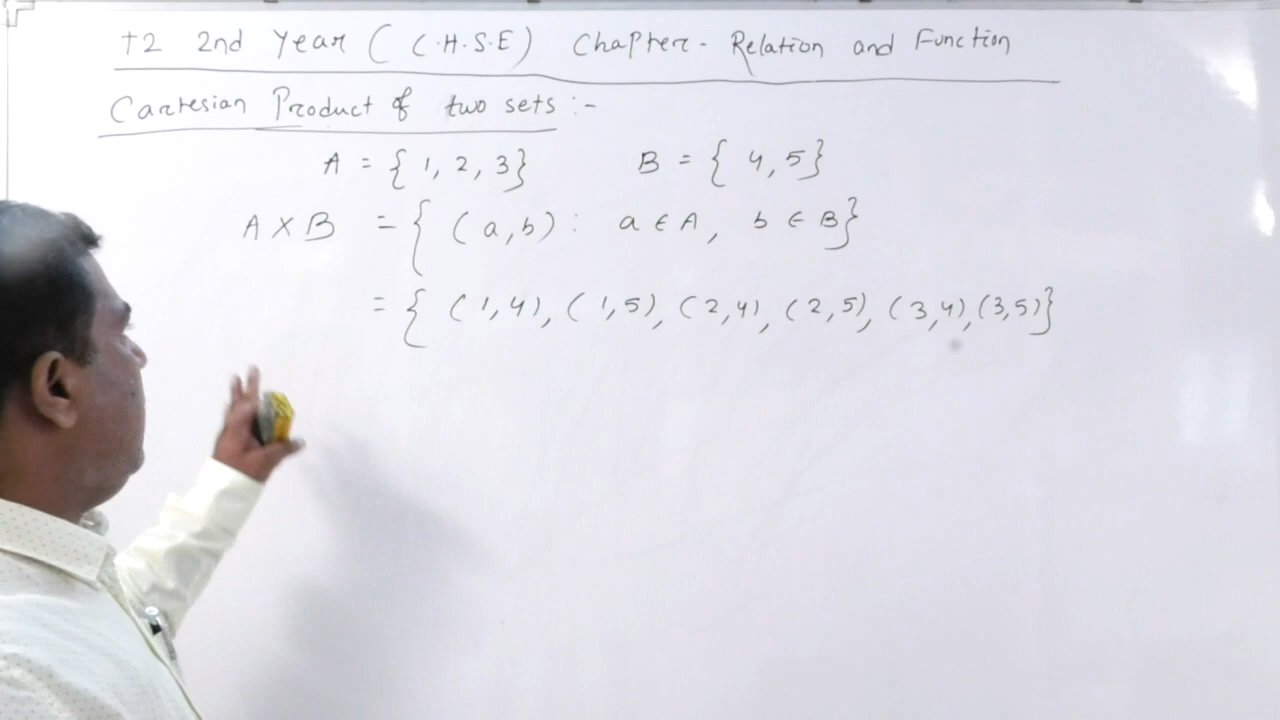 +2 2nd Year ( C.H.S.E) Chapter - Relation and Function
Cartesian Product of two sets :-
A = { 1, 2, 3} B = { 4, 5}
A X B = { (a,b) : a ∈ A, b ∈ B}
= { (1,4), (1,5), (2,4), (2,5), (3,4), (3,5)}